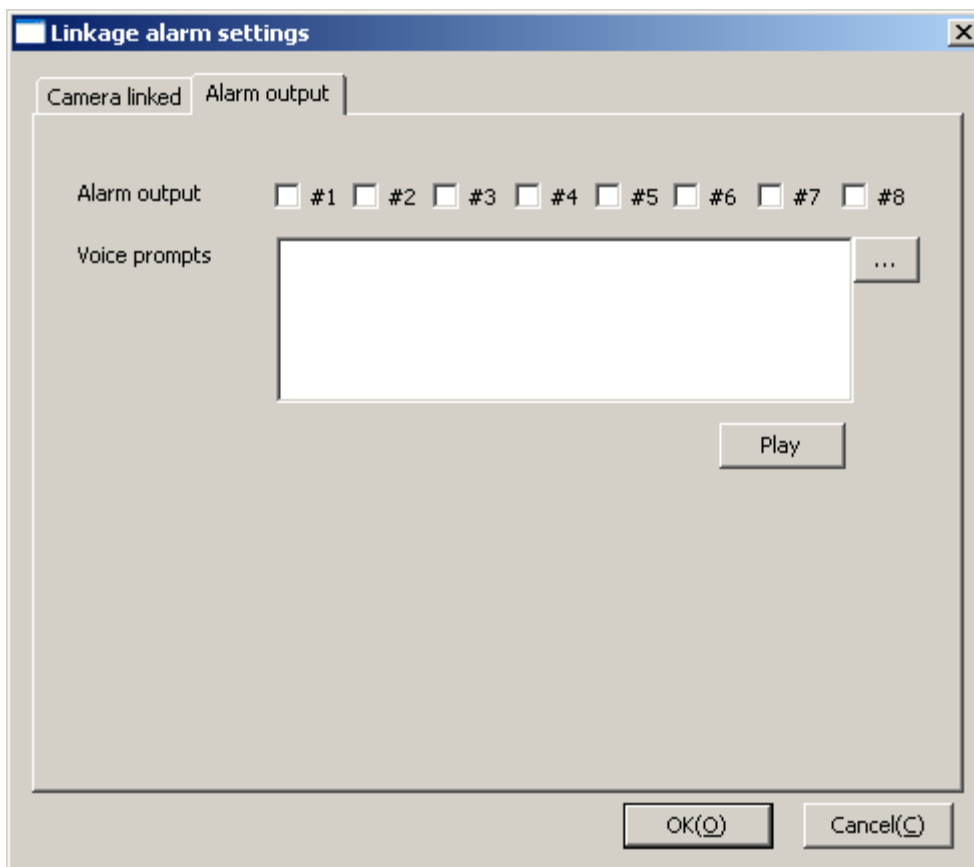 Linkage alarm settings
Camera linked Alarm output
Alarm output #1 #2 #3 #4 #5 #6 #7 #8
Voice prompts ...
Play
OK(O) Cancel(C)